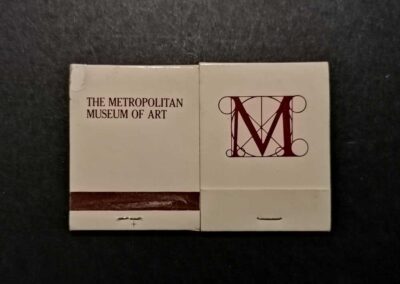 THE METROPOLITAN
MUSEUM OF ART
M